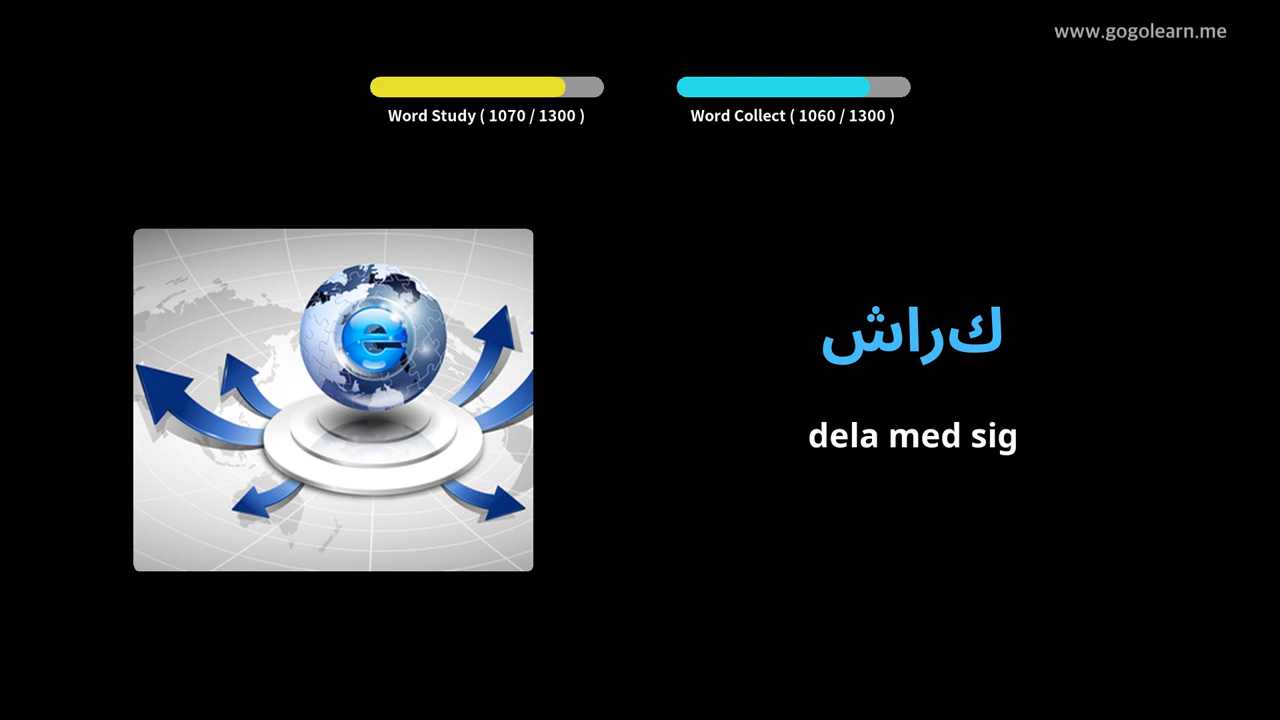 www.gogolearn.me
Word Study ( 1070 / 1300 )
Word Collect ( 1060 / 1300 )
e
كراش
dela med sig